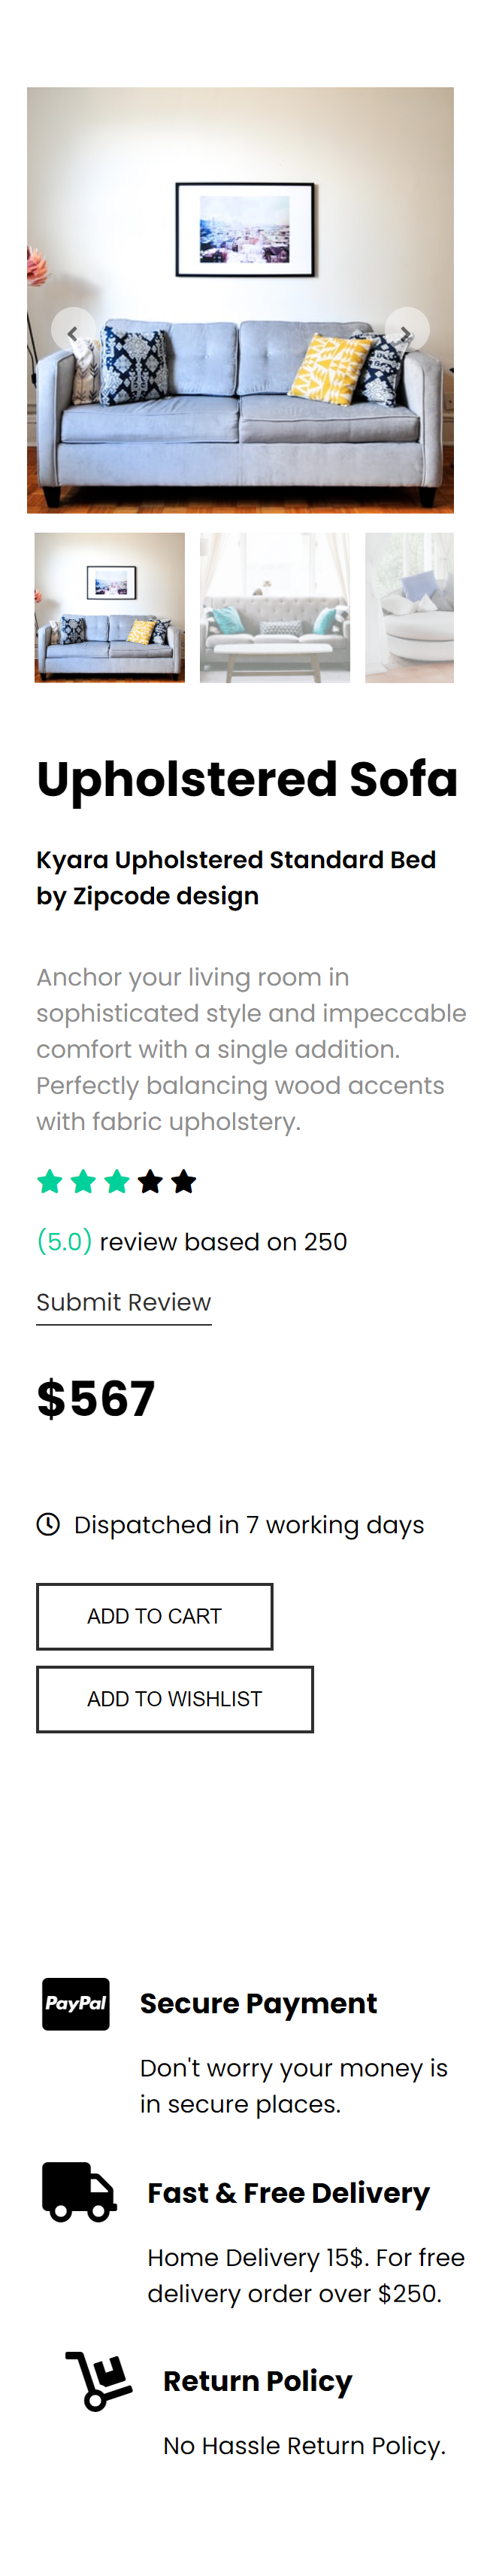 Upholstered Sofa
Kyara Upholstered Standard Bed
by Zipcode design
Anchor your living room in
sophisticated style and impeccable
comfort with a single addition.
Perfectly balancing wood accents
with fabric upholstery.
(5.0) review based on 250
Submit Review
$567
Dispatched in 7 working days
ADD TO CART
ADD TO WISHLIST
PayPal
Secure Payment
Don't worry your money is
in secure places.
Fast & Free Delivery
Home Delivery 15$. For free
delivery order over $250.
Return Policy
No Hassle Return Policy.